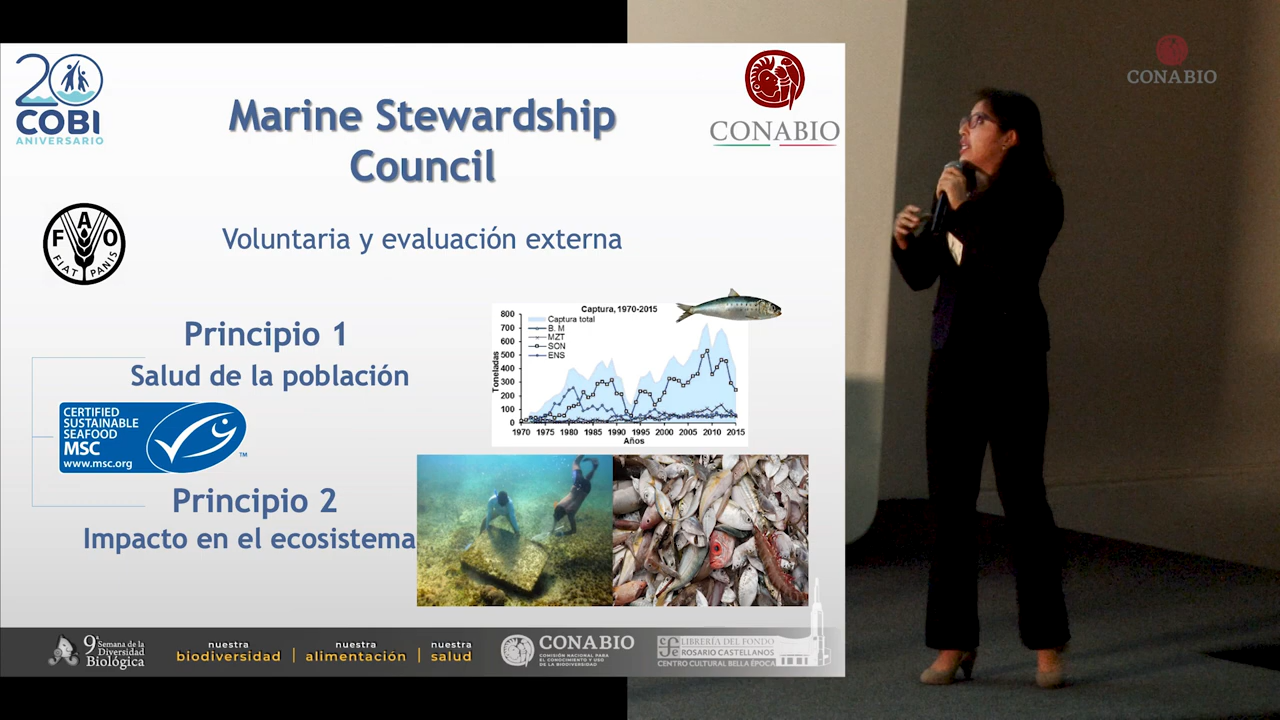 20
COBI
ANIVERSARIO
Marine Stewardship
Council
CONABIO
CONABIO
FAO
FIAT PANIS
Voluntaria y evaluación externa
Principio 1
Salud de la población
CERTIFIED
SUSTAINABLE
SEAFOOD
MSC
www.msc.org
TM
Principio 2
Impacto en el ecosistema
Captura, 1970-2015
Captura total
B. M
MZT
SON
ENS
Toneladas
800
700
600
500
400
300
200
100
0
1970 1975 1980 1985 1990 1995 2000 2005 2010 2015
Años
9ª Semana de la
Diversidad
Biológica
nuestra
biodiversidad
nuestra
alimentación
nuestra
salud
CONABIO
COMISIÓN NACIONAL PARA
EL CONOCIMIENTO Y USO
DE LA BIODIVERSIDAD
LIBRERÍA DEL FONDO
ROSARIO CASTELLANOS
CENTRO CULTURAL BELLA ÉPOCA